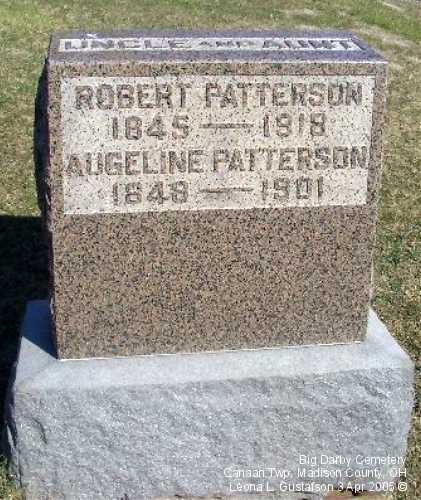 UNCLE AND AUNT
ROBERT PATTERSON
1845 — 1918
AUGELINE PATTERSON
1848 — 1901
Big Darby Cemetery
Canaan Twp, Madison County, OH
Leona L. Gustafson 3 Apr 2006 ©